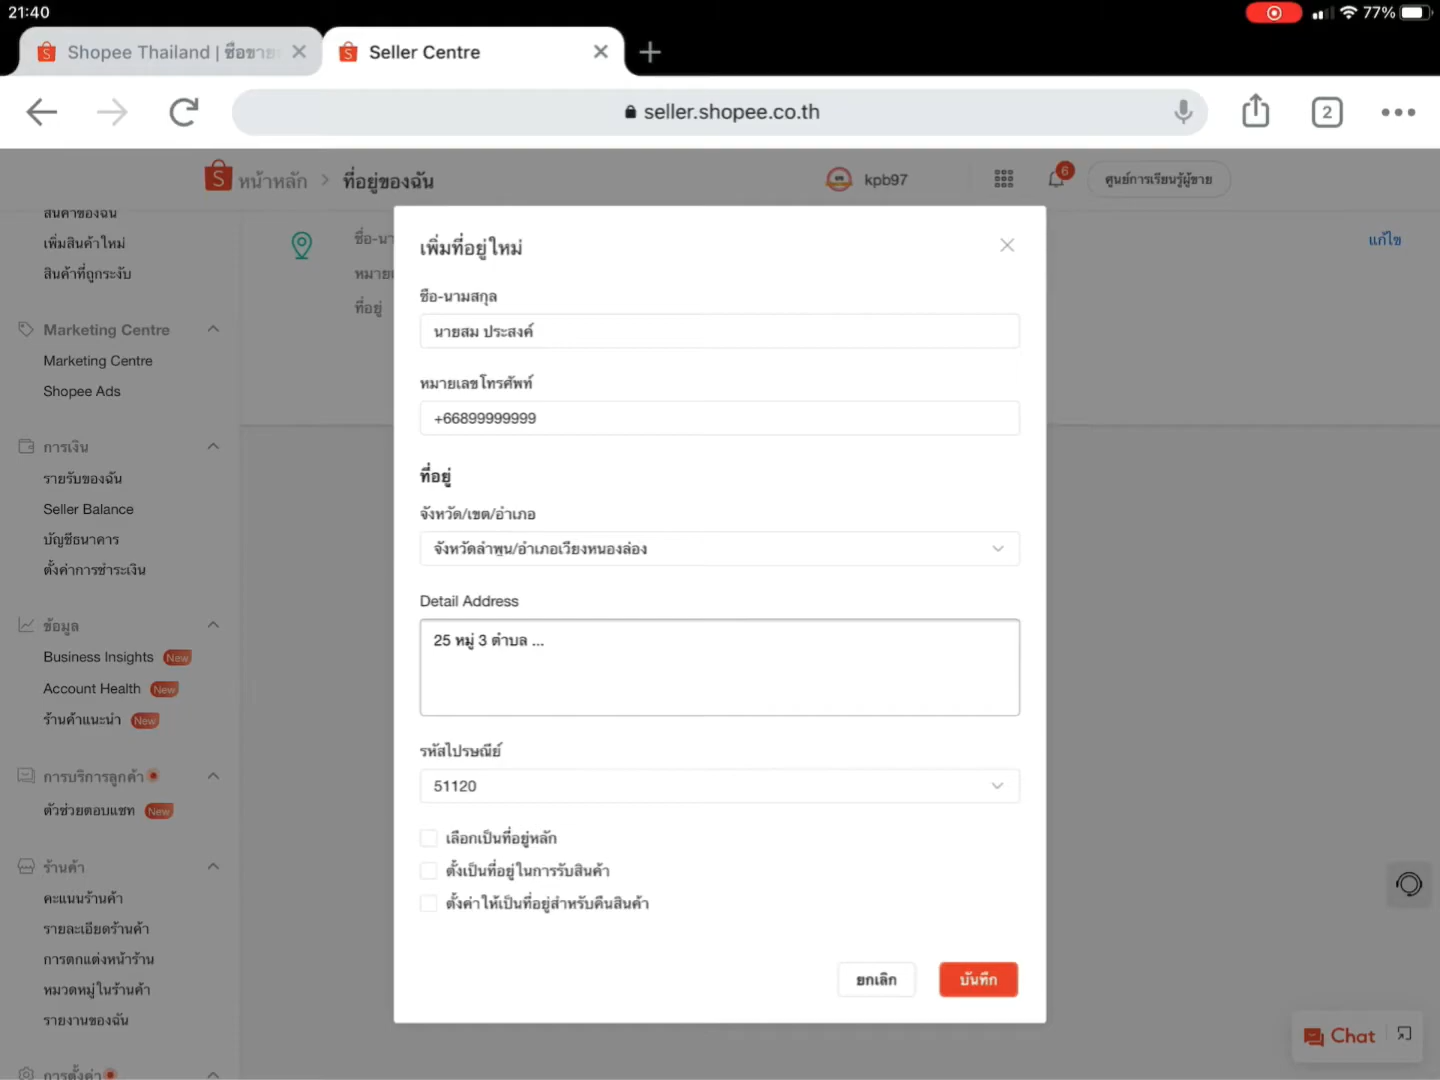 21:40
77%
Shopee Thailand | ซื้อขาย
Seller Centre
seller.shopee.co.th
2
หน้าหลัก > ที่อยู่ของฉัน
kpb97
6
ศูนย์การเรียนรู้ผู้ขาย
สินค้าของฉัน
เพิ่มสินค้าใหม่
สินค้าที่ถูกระงับ
Marketing Centre
Marketing Centre
Shopee Ads
การเงิน
รายรับของฉัน
Seller Balance
บัญชีธนาคาร
ตั้งค่าการชำระเงิน
ข้อมูล
Business Insights New
Account Health New
ร้านค้าแนะนำ New
การบริการลูกค้า
ตัวช่วยตอบแชท New
ร้านค้า
คะแนนร้านค้า
รายละเอียดร้านค้า
การตกแต่งหน้าร้าน
หมวดหมู่ในร้านค้า
รายงานของฉัน
การตั้งค่า
ชื่อ-นา
หมายเ
ที่อยู่
แก้ไข
เพิ่มที่อยู่ใหม่
ชื่อ-นามสกุล
นายสม ประสงค์
หมายเลขโทรศัพท์
+66899999999
ที่อยู่
จังหวัด/เขต/อำเภอ
จังหวัดลำพูน/อำเภอเวียงหนองล่อง
Detail Address
25 หมู่ 3 ตำบล ...
รหัสไปรษณีย์
51120
เลือกเป็นที่อยู่หลัก
ตั้งเป็นที่อยู่ในการรับสินค้า
ตั้งค่าให้เป็นที่อยู่สำหรับคืนสินค้า
ยกเลิก
บันทึก
Chat